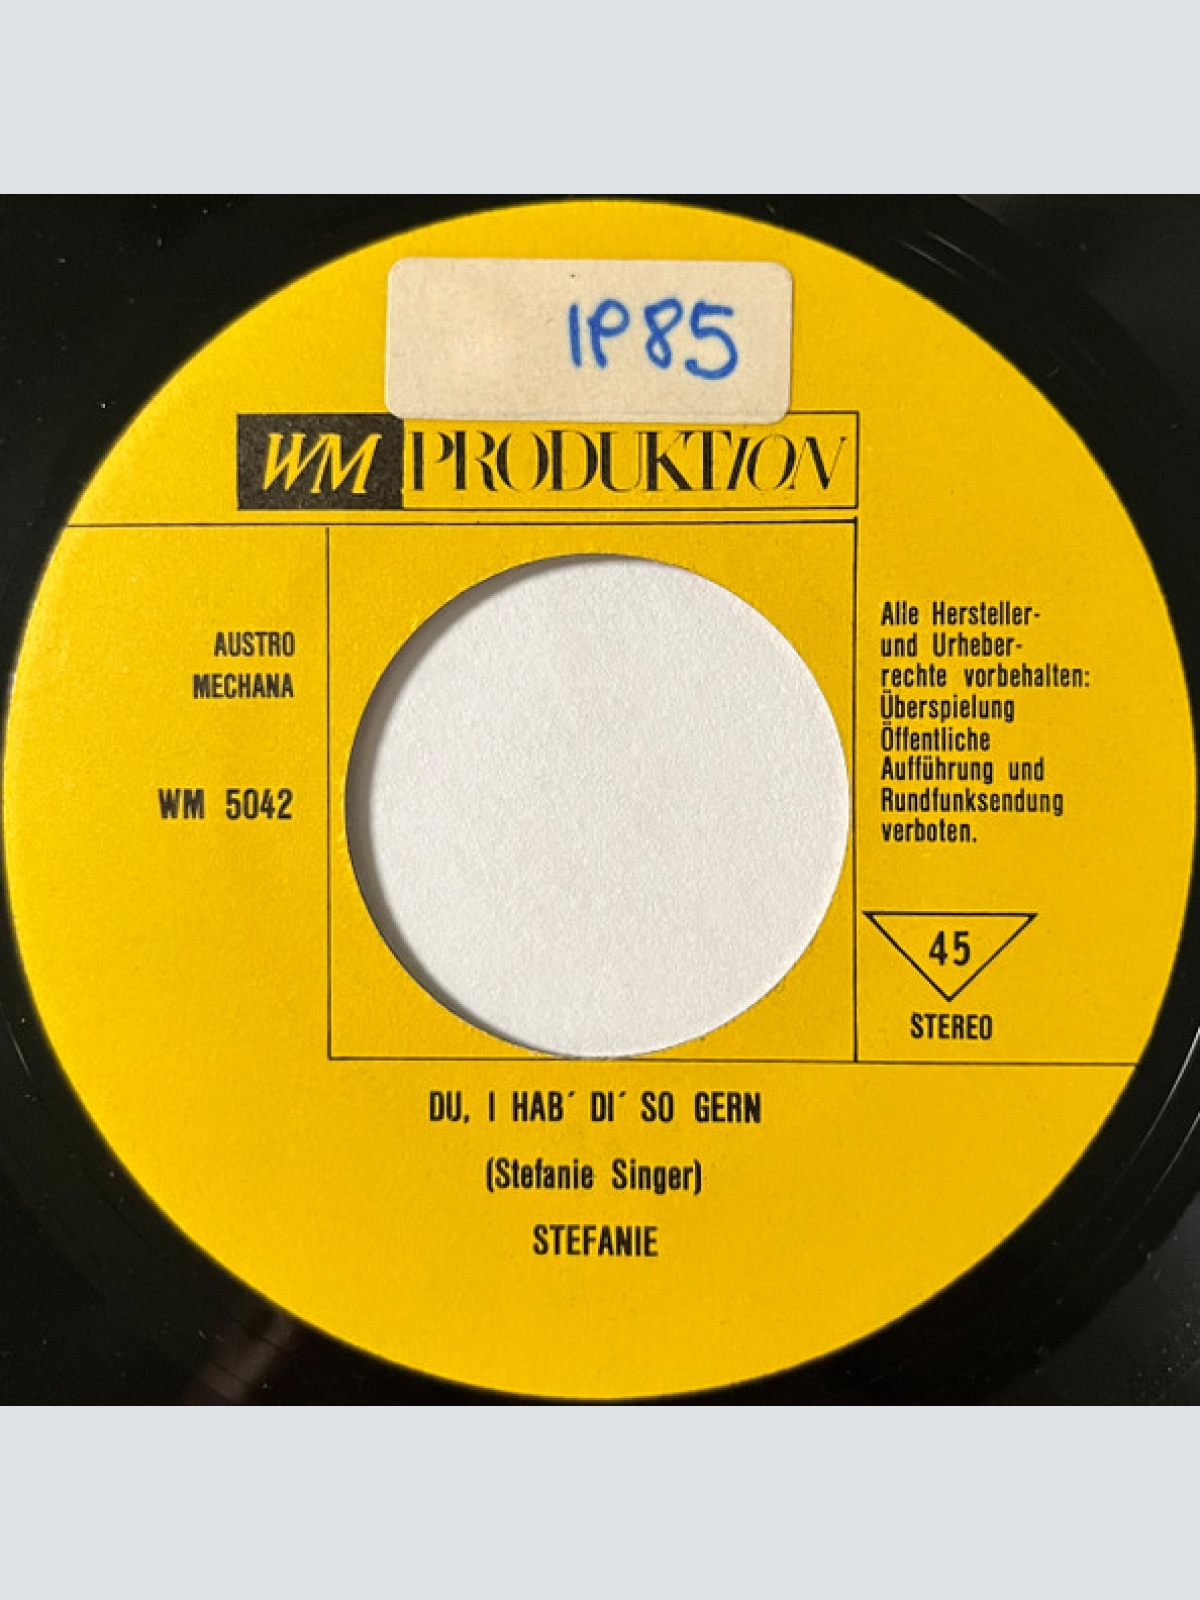 1P85
WM PRODUKTION
AUSTRO
MECHANA
WM 5042
Alle Hersteller-
und Urheber-
rechte vorbehalten:
Überspielung
Öffentliche
Aufführung und
Rundfunksendung
verboten.
45
STEREO
DU, I HAB´ DI´ SO GERN
(Stefanie Singer)
STEFANIE